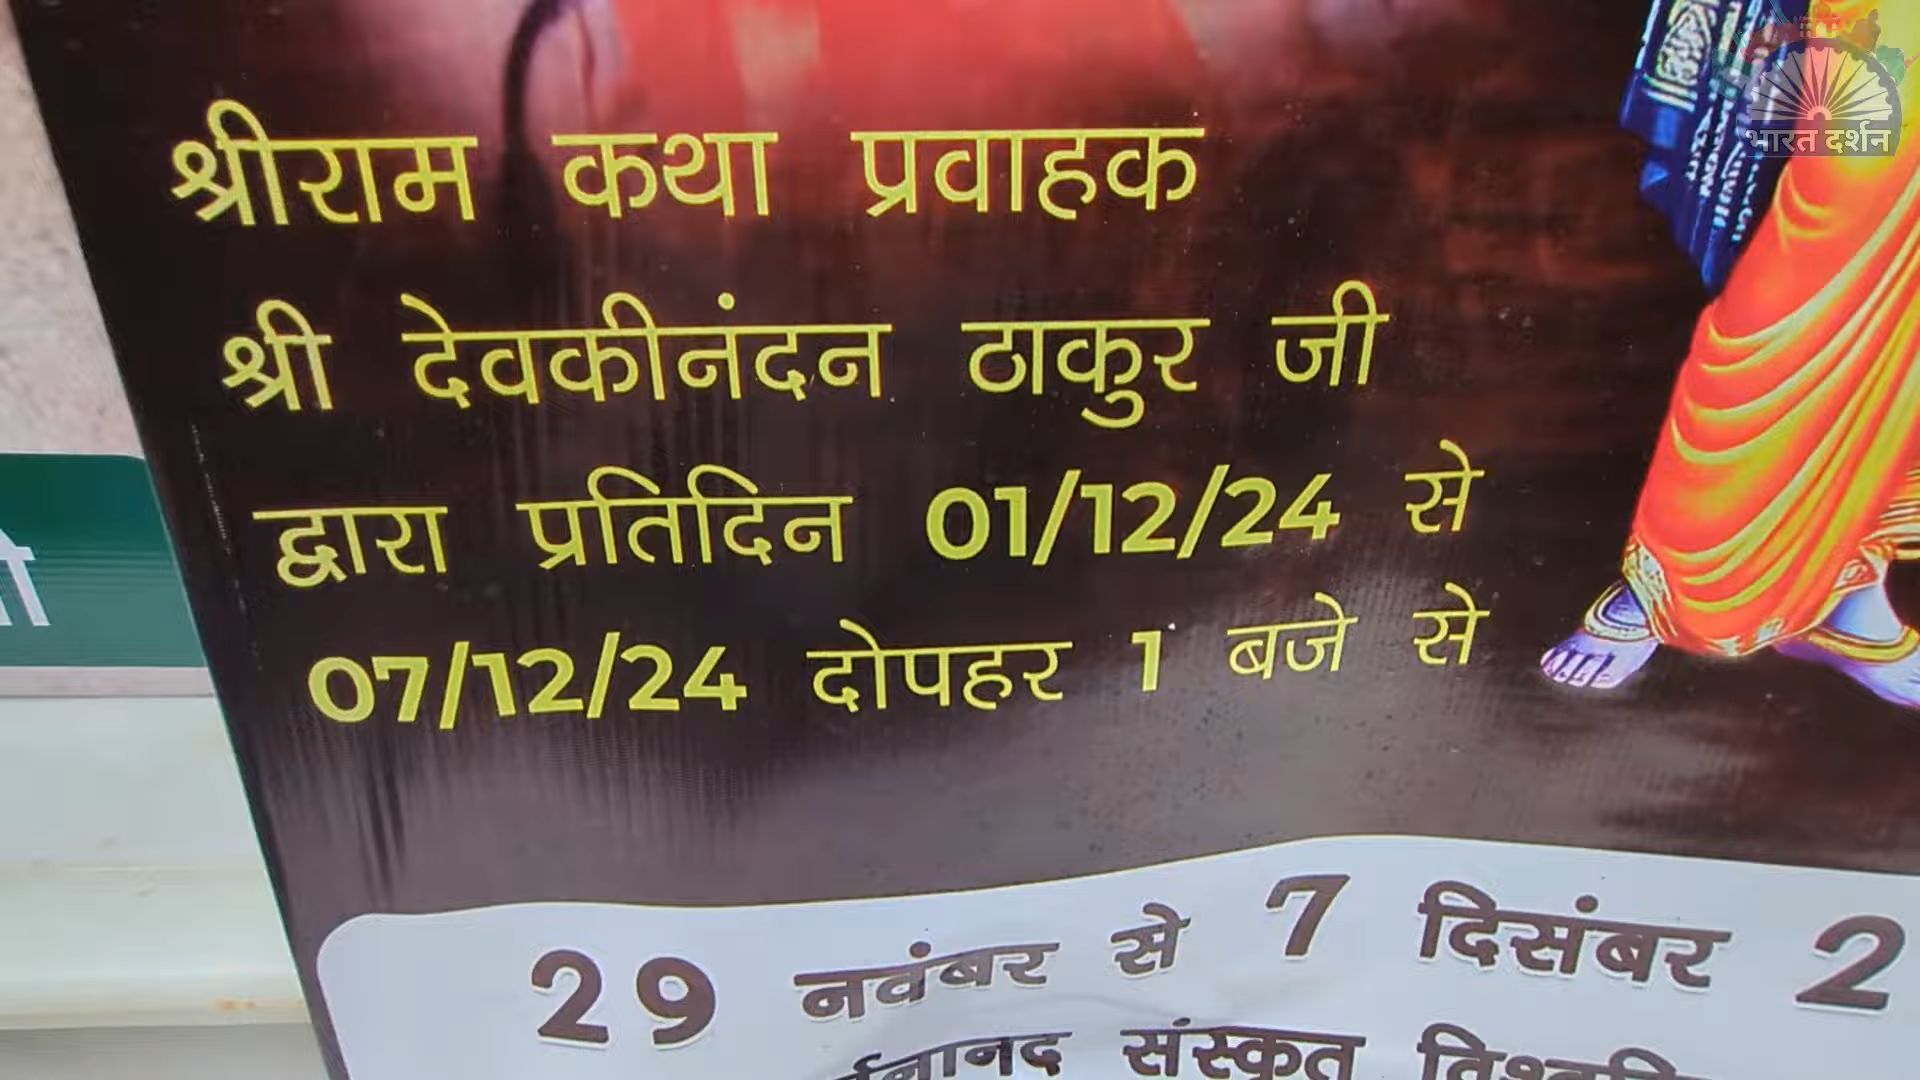 भारत दर्शन
श्रीराम कथा प्रवाहक
श्री देवकीनंदन ठाकुर जी
द्वारा प्रतिदिन 01/12/24 से
07/12/24 दोपहर 1 बजे से
29 नवंबर से 7 दिसंबर 2
संस्कृत